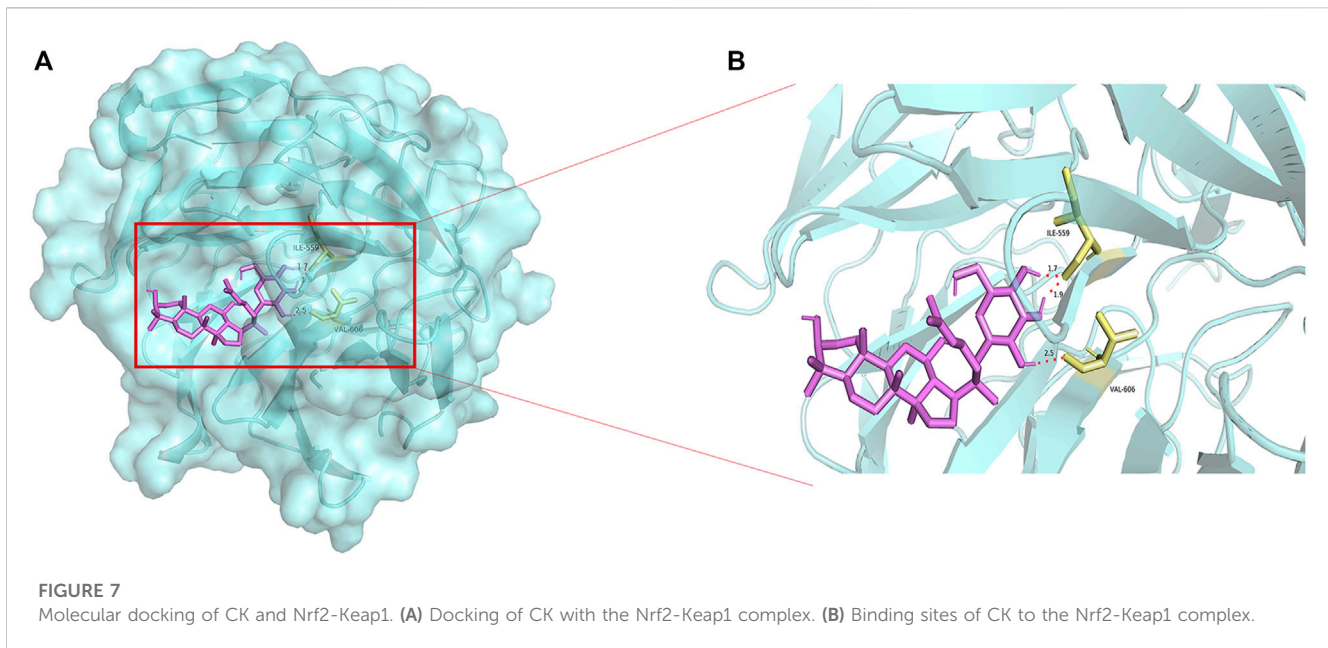 A
B
ILE-559
1.7
2.5
VAL-606
ILE-559
1.7
1.9
2.5
VAL-606
FIGURE 7
Molecular docking of CK and Nrf2-Keap1. (A) Docking of CK with the Nrf2-Keap1 complex. (B) Binding sites of CK to the Nrf2-Keap1 complex.